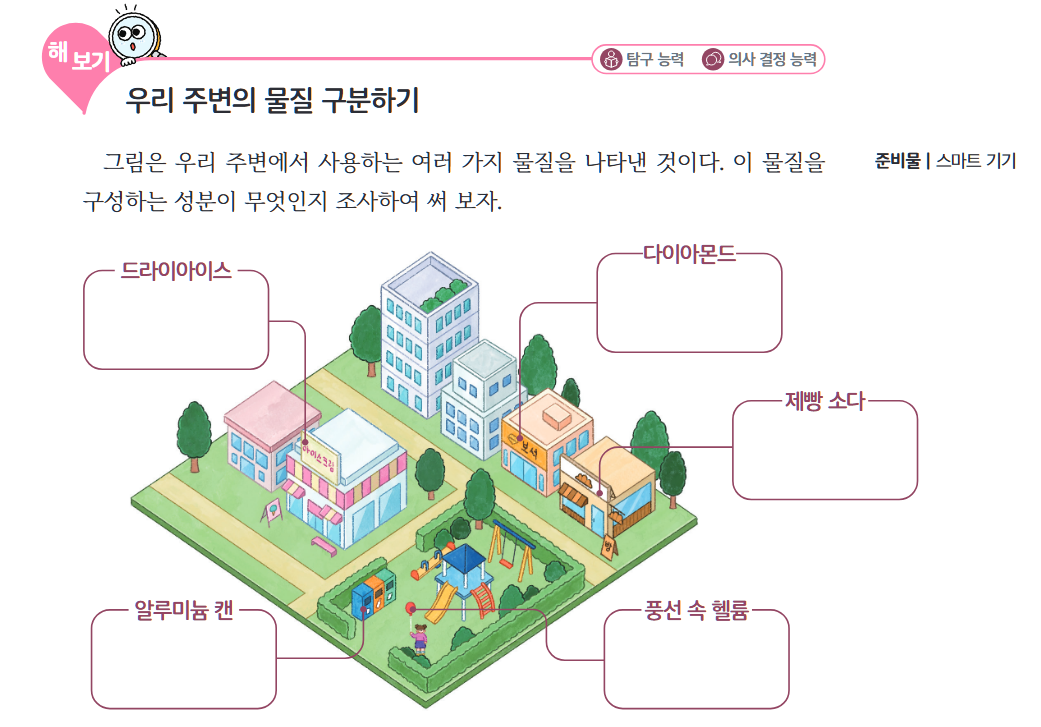 해 보기
탐구 능력 의사 결정 능력
우리 주변의 물질 구분하기
그림은 우리 주변에서 사용하는 여러 가지 물질을 나타낸 것이다. 이 물질을
구성하는 성분이 무엇인지 조사하여 써 보자.
준비물 | 스마트 기기
드라이아이스
다이아몬드
제빵 소다
아이스크림
보석
빵
알루미늄 캔
풍선 속 헬륨